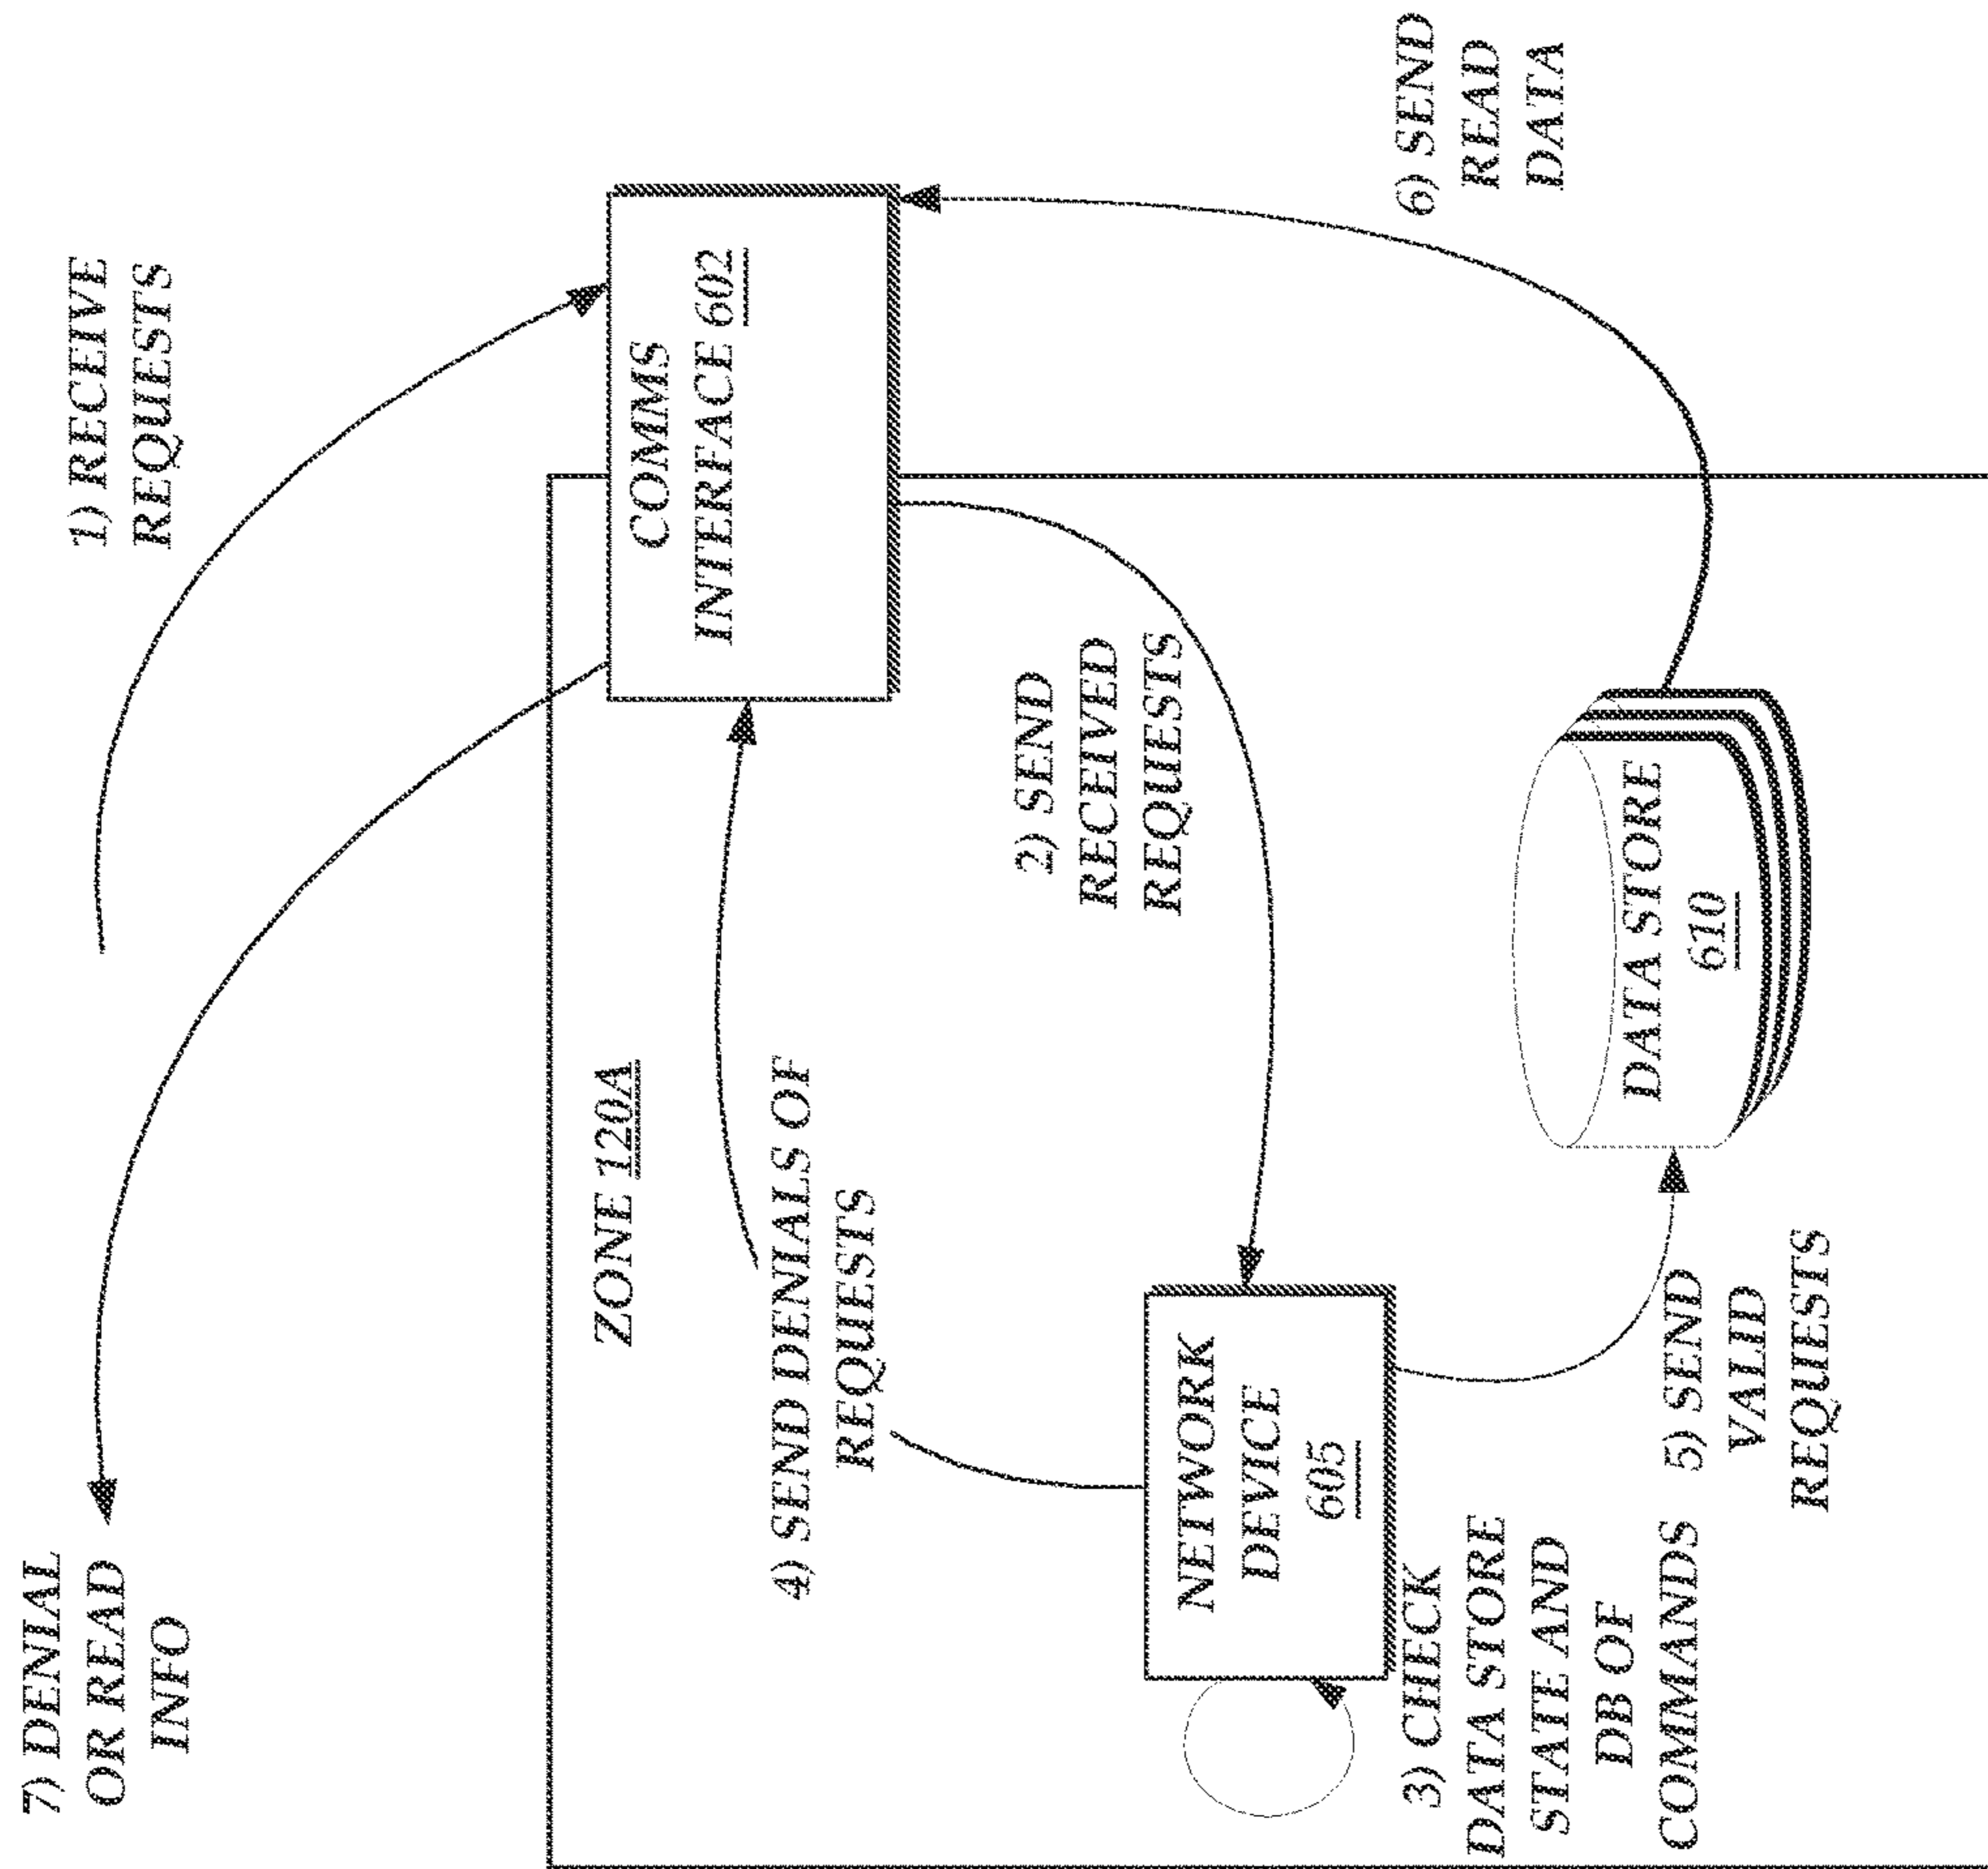 1) RECEIVE
REQUESTS
7) DENIAL
OR READ
INFO
ZONE 120A
COMMS
INTERFACE 602
4) SEND DENIALS OF
REQUESTS
2) SEND
RECEIVED
REQUESTS
NETWORK
DEVICE
605
3) CHECK
DATA STORE
STATE AND
DB OF
COMMANDS
5) SEND
VALID
REQUESTS
DATA STORE
610
6) SEND
READ
DATA